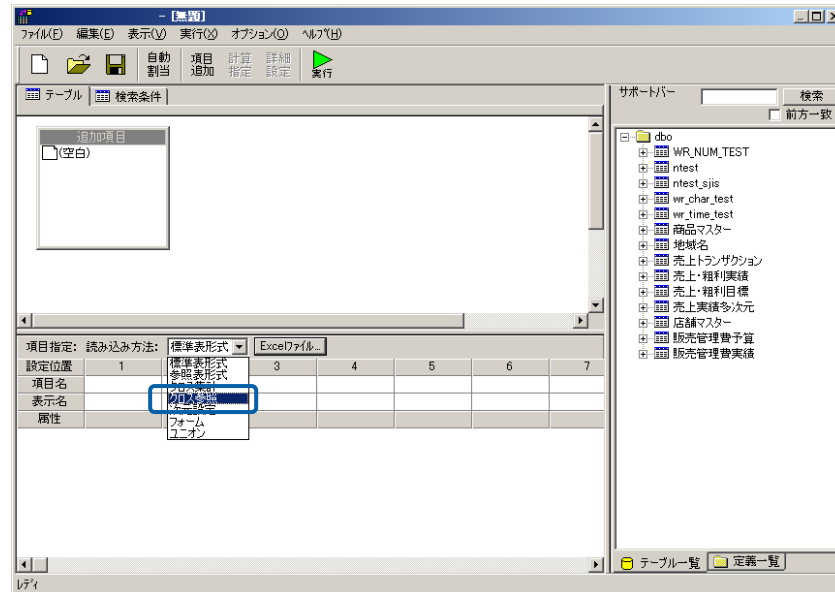 - [無題]
ファイル(F) 編集(E) 表示(V) 実行(X) オプション(O) ヘルプ(H)
自動割当 項目追加 計算指定 詳細設定 実行
テーブル 検索条件
追加項目
(空白)
項目指定: 読み込み方法: 標準表形式 Excelファイル...
設定位置 1 3 4 5 6 7
項目名
表示名
属性
標準表形式
参照表形式
クロス集計
クロス参照
次元設定
フォーム
ユニオン
サポートバー 検索
前方一致
dbo
WR_NUM_TEST
ntest
ntest_sjis
wr_char_test
wr_time_test
商品マスター
地域名
売上トランザクション
売上・粗利実績
売上・粗利目標
売上実績多次元
店舗マスター
販売管理費予算
販売管理費実績
テーブル一覧 定義一覧
レディ